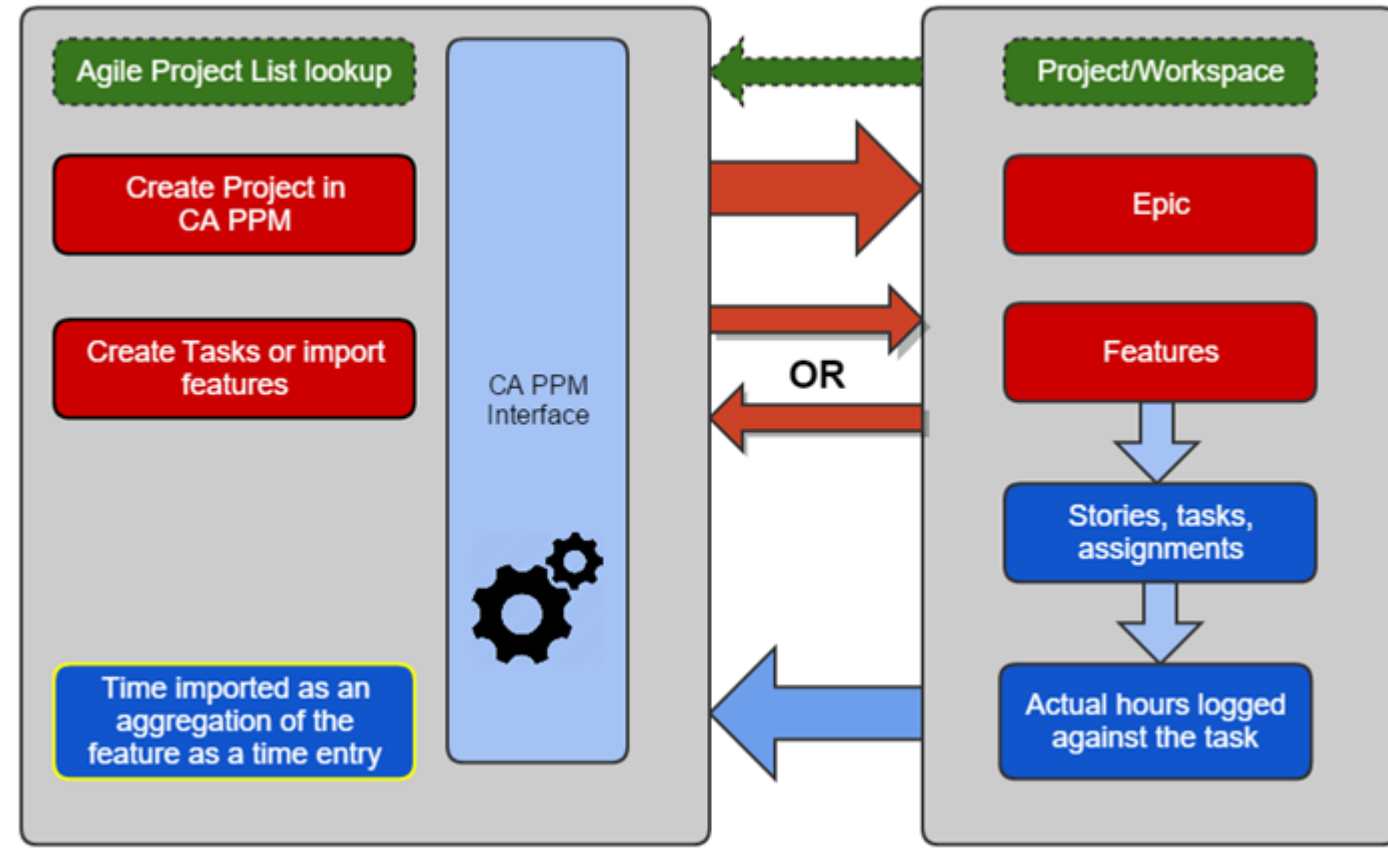 Agile Project List lookup
Project/Workspace
Create Project in
CA PPM
Epic
Create Tasks or import
features
CA PPM
Interface
OR
Features
Stories, tasks,
assignments
Time imported as an
aggregation of the
feature as a time entry
Actual hours logged
against the task